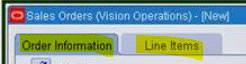 Sales Orders (Vision Operations) - [New]
Order Information Line Items